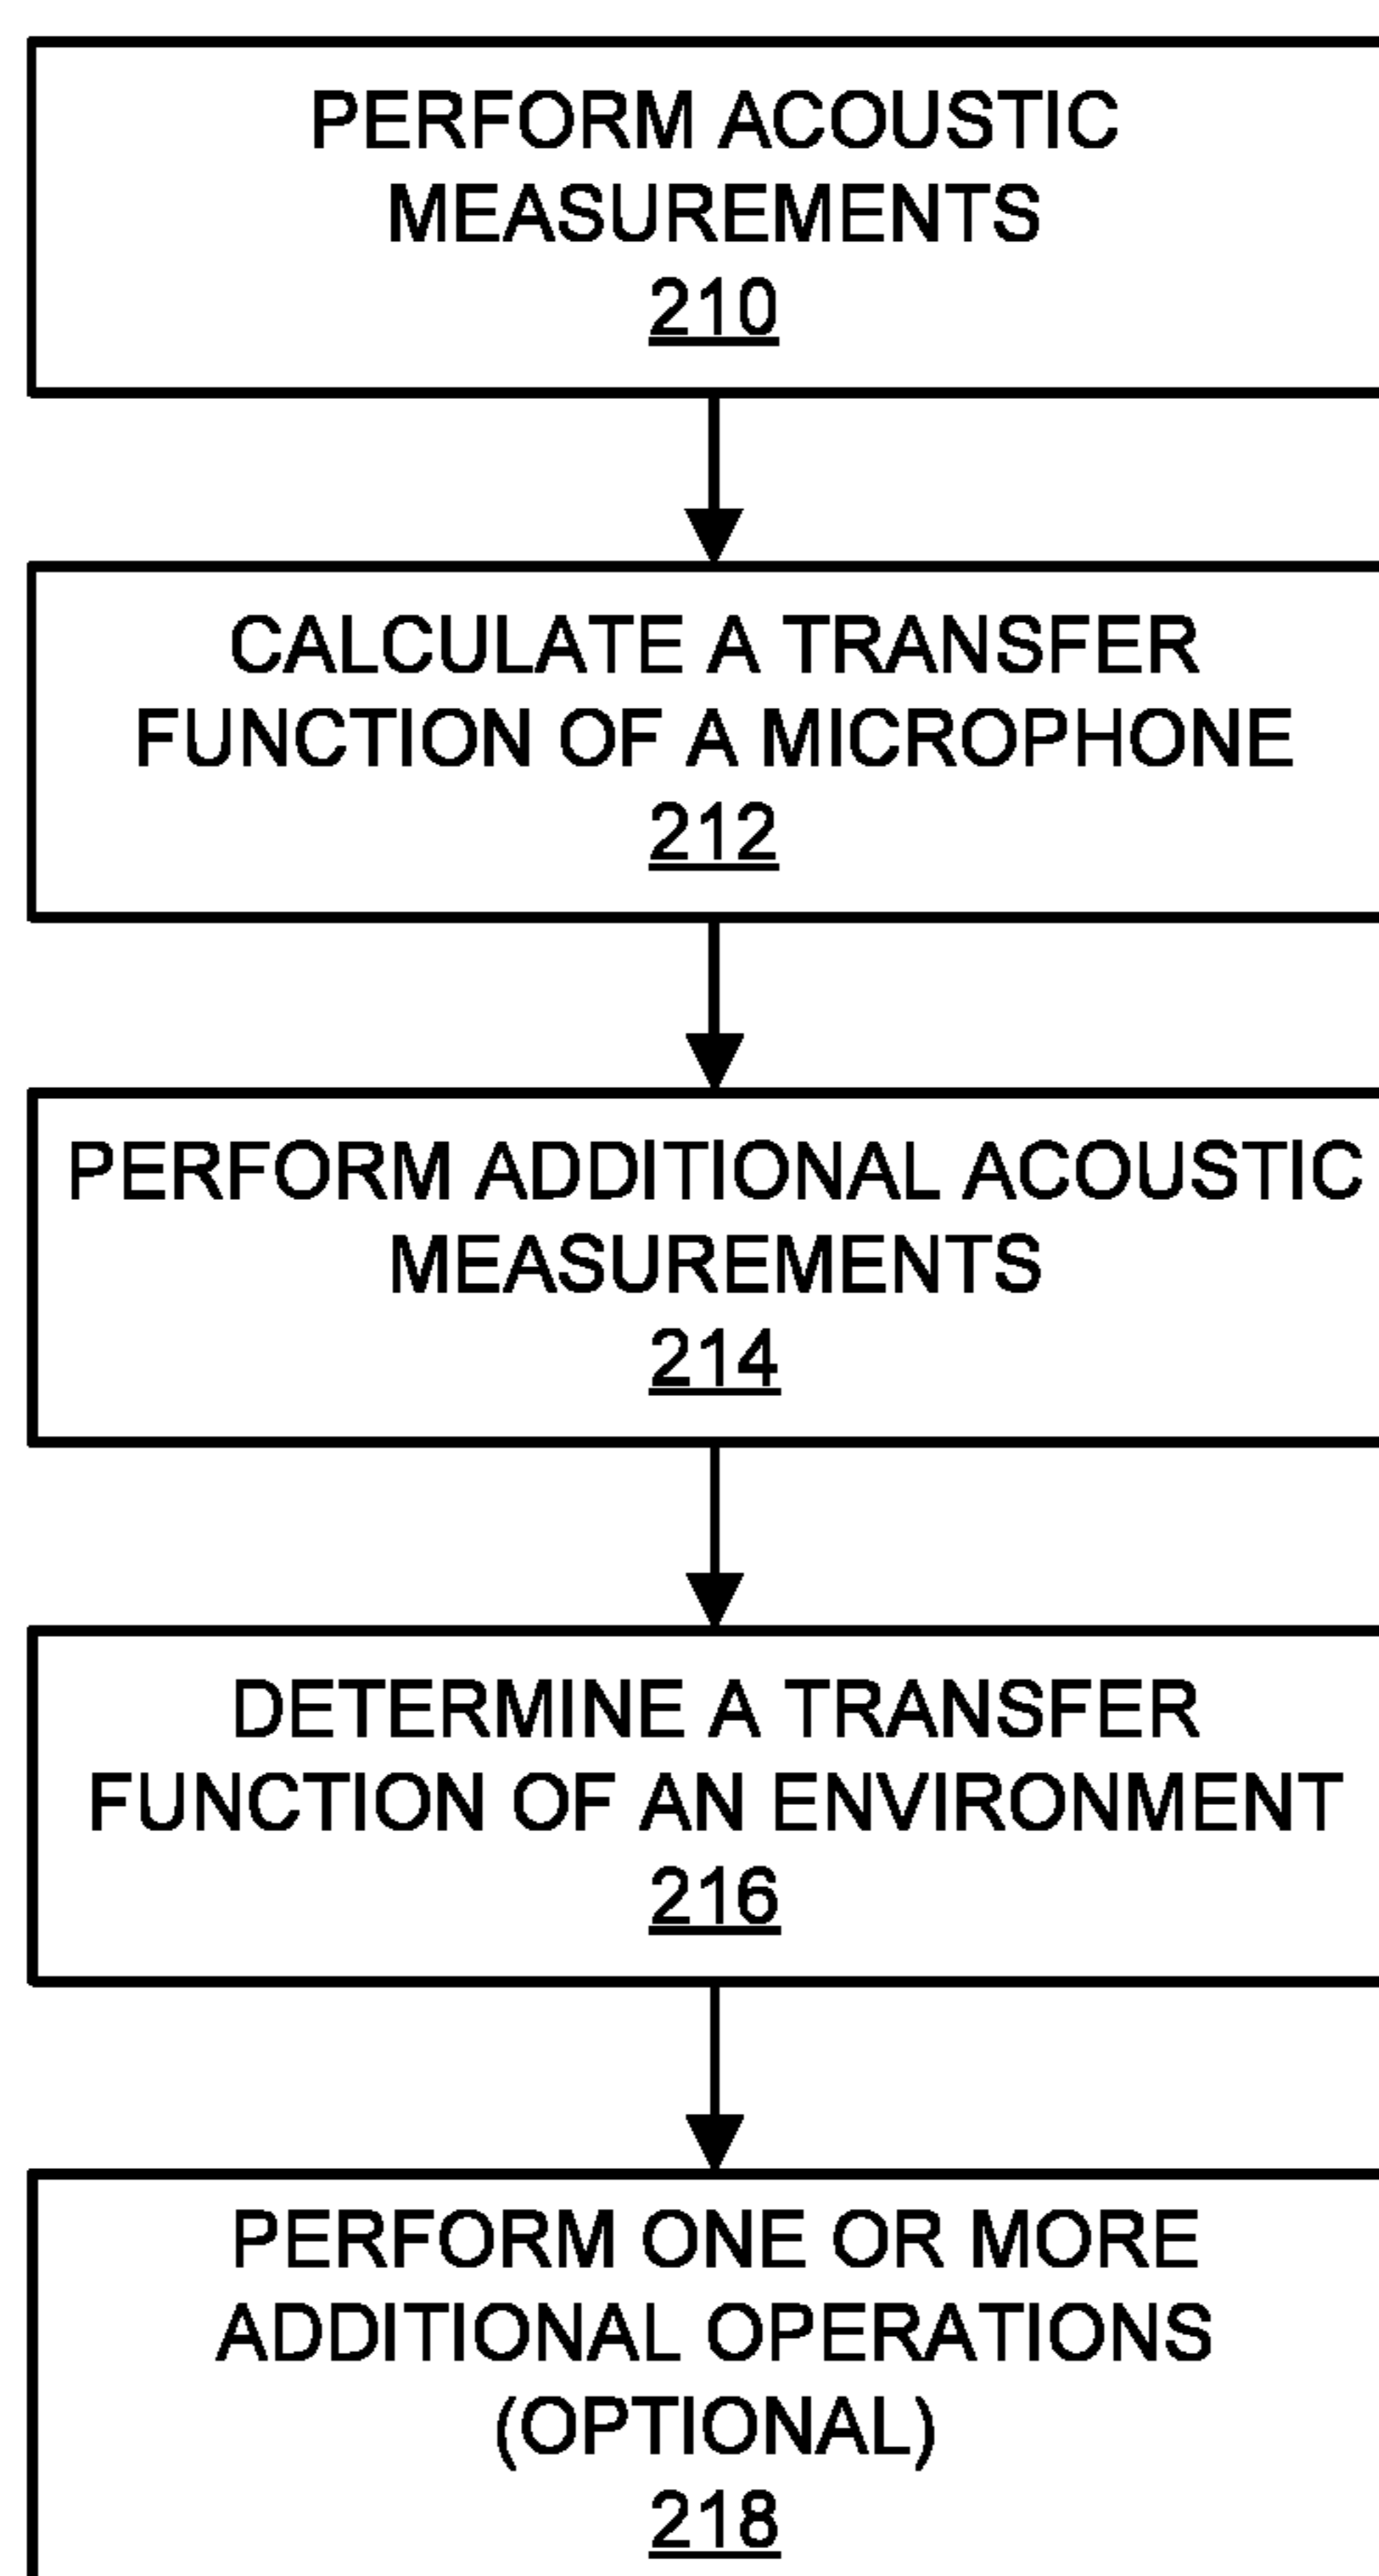 PERFORM ACOUSTIC
MEASUREMENTS
210
CALCULATE A TRANSFER
FUNCTION OF A MICROPHONE
212
PERFORM ADDITIONAL ACOUSTIC
MEASUREMENTS
214
DETERMINE A TRANSFER
FUNCTION OF AN ENVIRONMENT
216
PERFORM ONE OR MORE
ADDITIONAL OPERATIONS
(OPTIONAL)
218